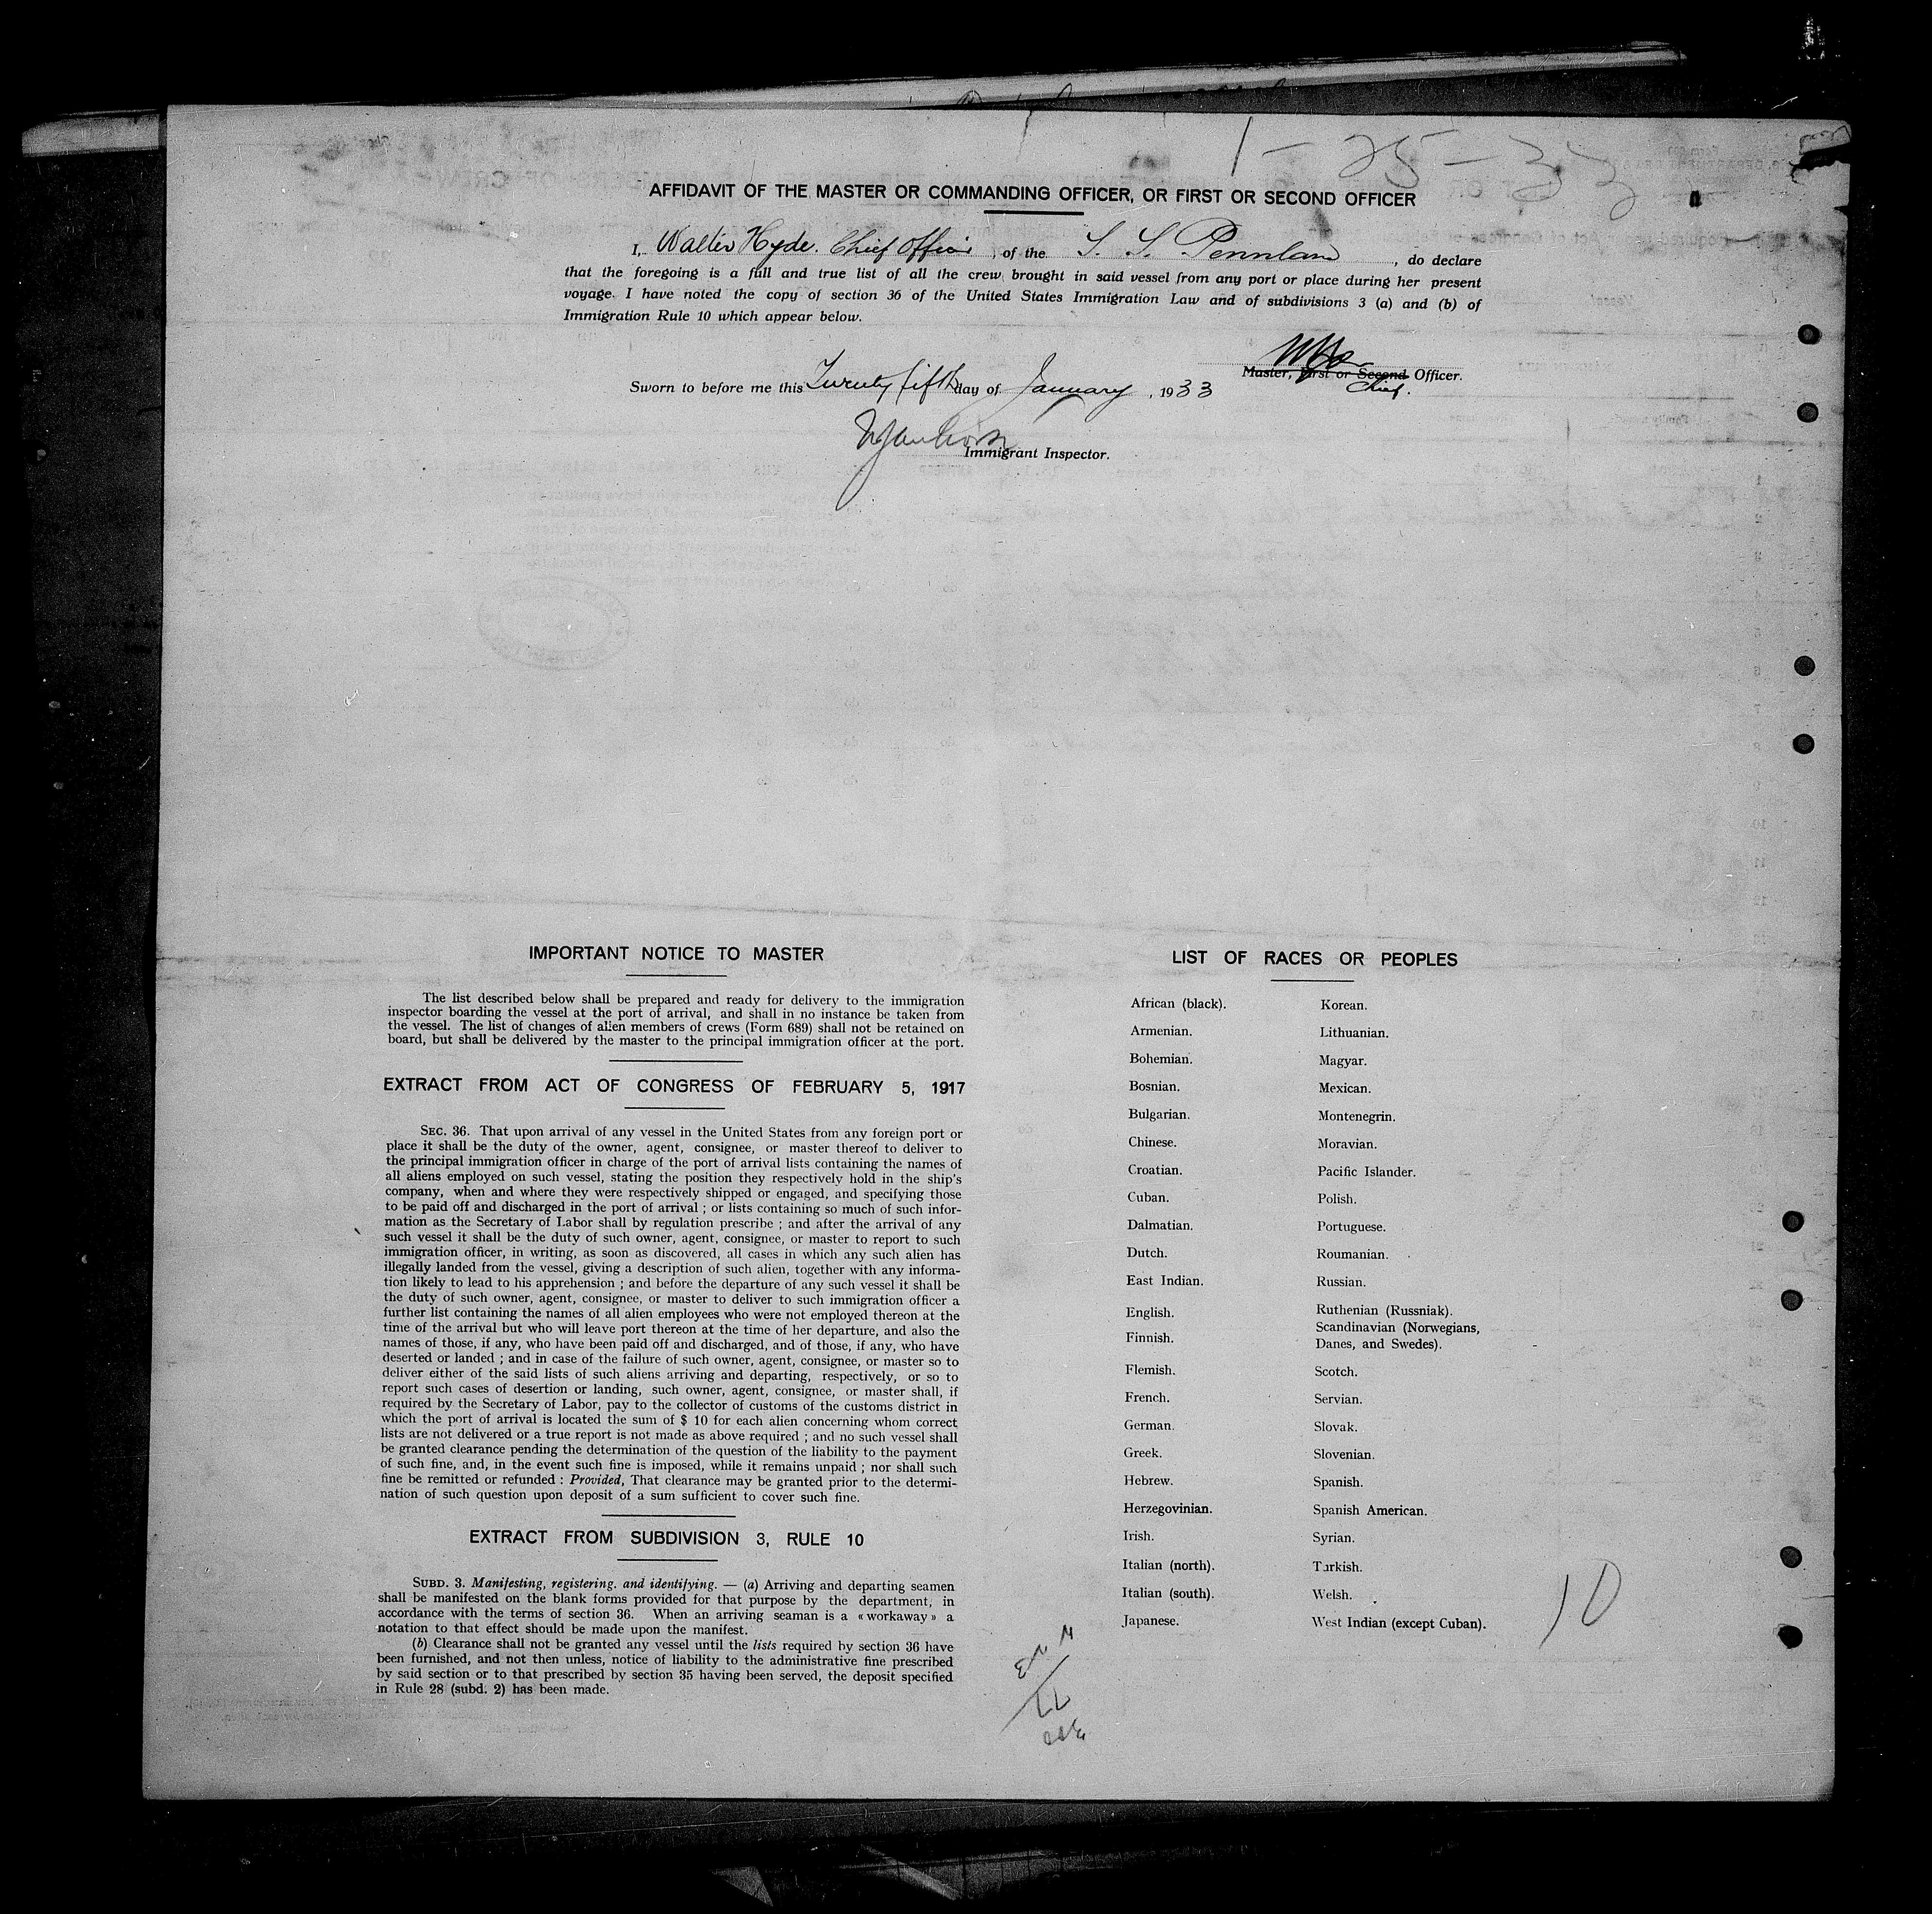 1-25-33
AFFIDAVIT OF THE MASTER OR COMMANDING OFFICER, OR FIRST OR SECOND OFFICER
I, Walter Hyde. Chief Officer, of the S. S. Pennland, do declare
that the foregoing is a full and true list of all the crew brought in said vessel from any port or place during her present
voyage. I have noted the copy of section 36 of the United States Immigration Law and of subdivisions 3 (a) and (b) of
Immigration Rule 10 which appear below.
Master, First or Second Officer.
Chief.
Sworn to before me this Twenty fifth day of January, 1933
Immigrant Inspector.
IMPORTANT NOTICE TO MASTER
The list described below shall be prepared and ready for delivery to the immigration
inspector boarding the vessel at the port of arrival, and shall in no instance be taken from
the vessel. The list of changes of alien members of crews (Form 689) shall not be retained on
board, but shall be delivered by the master to the principal immigration officer at the port.
EXTRACT FROM ACT OF CONGRESS OF FEBRUARY 5, 1917
SEC. 36. That upon arrival of any vessel in the United States from any foreign port or
place it shall be the duty of the owner, agent, consignee, or master thereof to deliver to
the principal immigration officer in charge of the port of arrival lists containing the names of
all aliens employed on such vessel, stating the position they respectively hold in the ship's
company, when and where they were respectively shipped or engaged, and specifying those
to be paid off and discharged in the port of arrival ; or lists containing so much of such infor-
mation as the Secretary of Labor shall by regulation prescribe ; and after the arrival of any
such vessel it shall be the duty of such owner, agent, consignee, or master to report to such
immigration officer, in writing, as soon as discovered, all cases in which any such alien has
illegally landed from the vessel, giving a description of such alien, together with any informa-
tion likely to lead to his apprehension ; and before the departure of any such vessel it shall be
the duty of such owner, agent, consignee, or master to deliver to such immigration officer a
further list containing the names of all alien employees who were not employed thereon at the
time of the arrival but who will leave port thereon at the time of her departure, and also the
names of those, if any, who have been paid off and discharged, and of those, if any, who have
deserted or landed ; and in case of the failure of such owner, agent, consignee, or master so to
deliver either of the said lists of such aliens arriving and departing, respectively, or so to
report such cases of desertion or landing, such owner, agent, consignee, or master shall, if
required by the Secretary of Labor, pay to the collector of customs of the customs district in
which the port of arrival is located the sum of $ 10 for each alien concerning whom correct
lists are not delivered or a true report is not made as above required ; and no such vessel shall
be granted clearance pending the determination of the question of the liability to the payment
of such fine, and, in the event such fine is imposed, while it remains unpaid ; nor shall such
fine be remitted or refunded : Provided, That clearance may be granted prior to the determi-
nation of such question upon deposit of a sum sufficient to cover such fine.
EXTRACT FROM SUBDIVISION 3, RULE 10
SUBD. 3. Manifesting, registering. and identifying. — (a) Arriving and departing seamen
shall be manifested on the blank forms provided for that purpose by the department, in
accordance with the terms of section 36. When an arriving seaman is a « workaway » a
notation to that effect should be made upon the manifest.
(b) Clearance shall not be granted any vessel until the lists required by section 36 have
been furnished, and not then unless, notice of liability to the administrative fine prescribed
by said section or to that prescribed by section 35 having been served, the deposit specified
in Rule 28 (subd. 2) has been made.
LIST OF RACES OR PEOPLES
African (black).
Armenian.
Bohemian.
Bosnian.
Bulgarian.
Chinese.
Croatian.
Cuban.
Dalmatian.
Dutch.
East Indian.
English.
Finnish.
Flemish.
French.
German.
Greek.
Hebrew.
Herzegovinian.
Irish.
Italian (north).
Italian (south).
Japanese.
Korean.
Lithuanian.
Magyar.
Mexican.
Montenegrin.
Moravian.
Pacific Islander.
Polish.
Portuguese.
Roumanian.
Russian.
Ruthenian (Russniak).
Scandinavian (Norwegians,
Danes, and Swedes).
Scotch.
Servian.
Slovak.
Slovenian.
Spanish.
Spanish American.
Syrian.
Turkish.
Welsh.
West Indian (except Cuban).
10